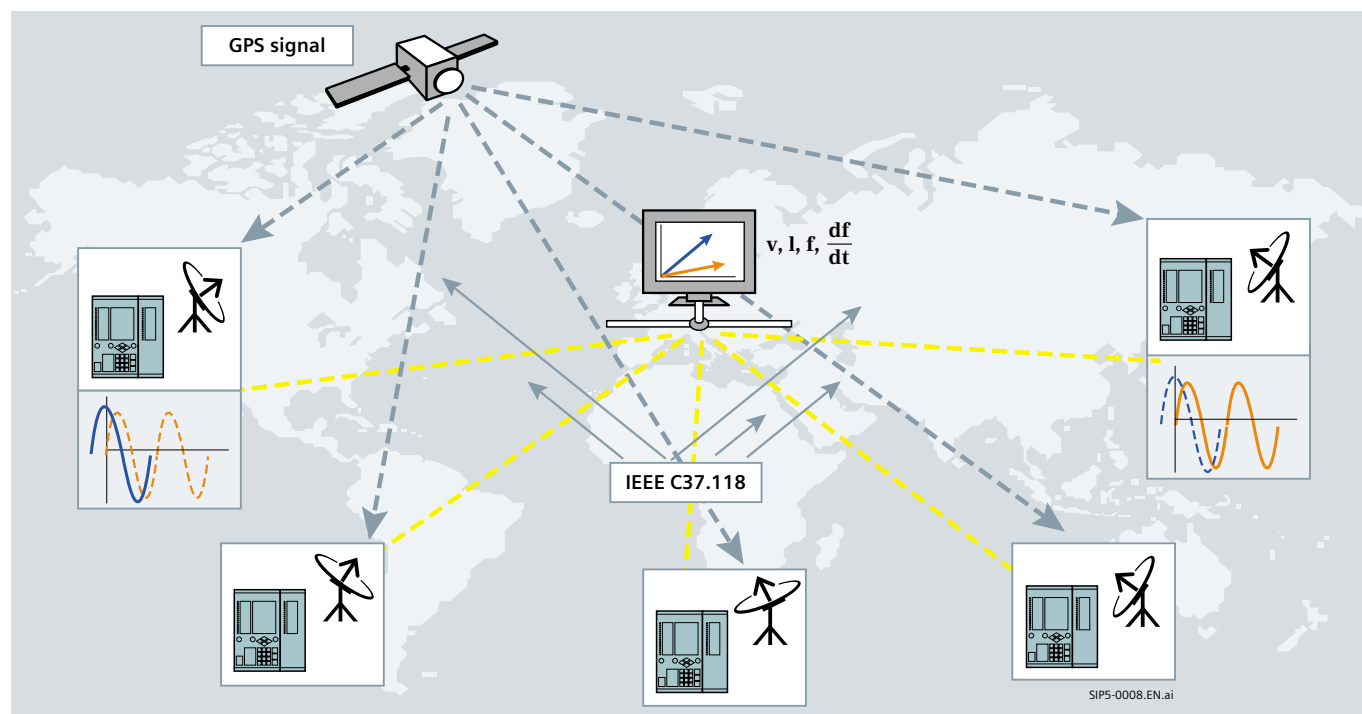 GPS signal
v, l, f, df/dt
IEEE C37.118
SIP5-0008.EN.ai